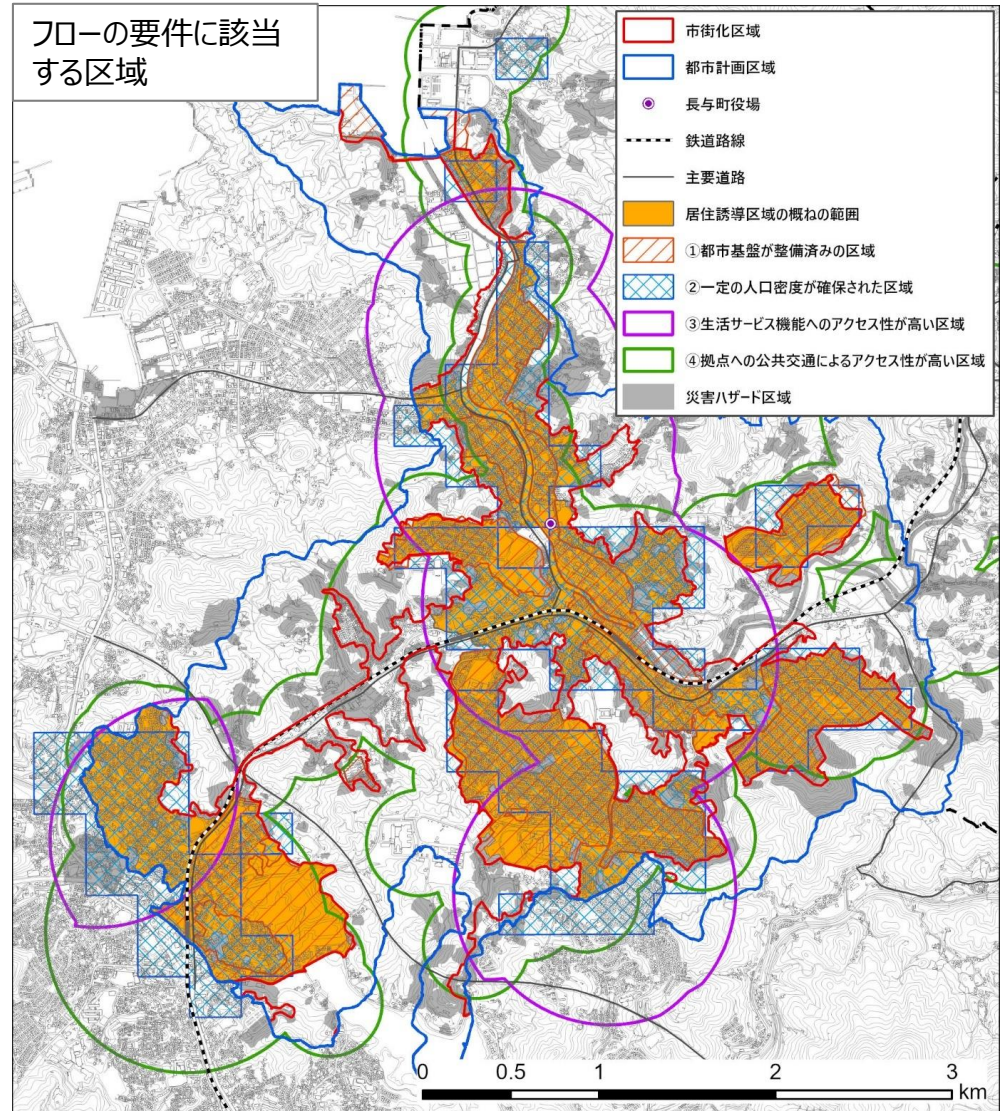 フローの要件に該当
する区域
市街化区域
都市計画区域
長与町役場
鉄道路線
主要道路
居住誘導区域の概ねの範囲
①都市基盤が整備済みの区域
②一定の人口密度が確保された区域
③生活サービス機能へのアクセス性が高い区域
④拠点への公共交通によるアクセス性が高い区域
災害ハザード区域
0 0.5 1 2 3
km